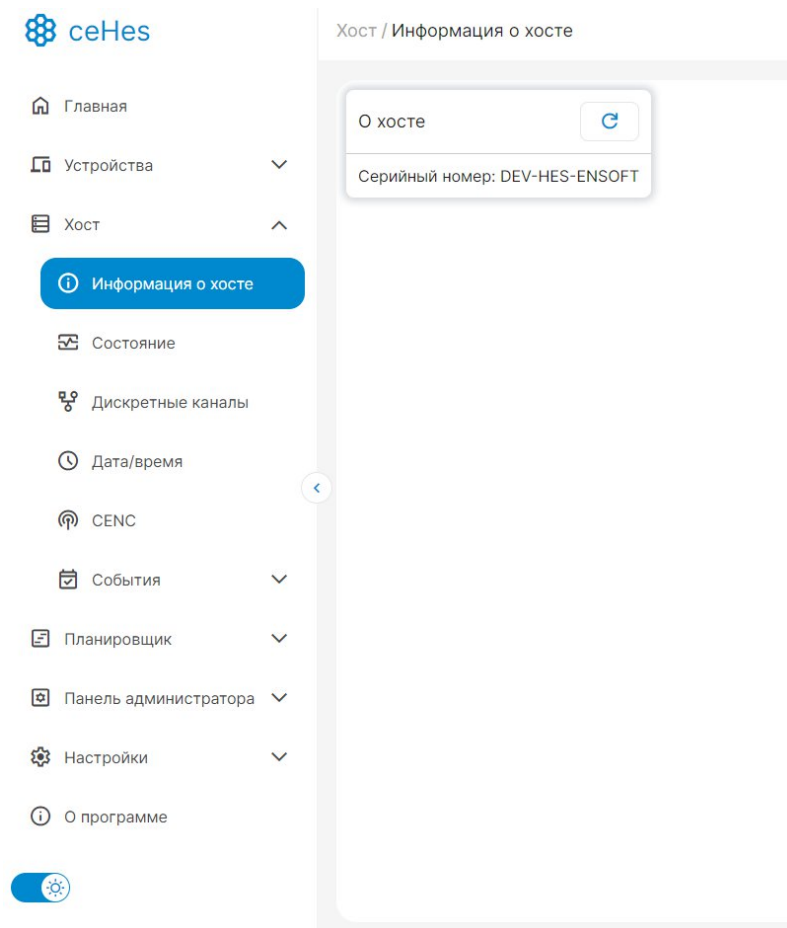 ceHes
Хост / Информация о хосте
Главная
Устройства
Хост
Информация о хосте
Состояние
Дискретные каналы
Дата/время
CENC
События
Планировщик
Панель администратора
Настройки
О программе
О хосте
Серийный номер: DEV-HES-ENSOFT